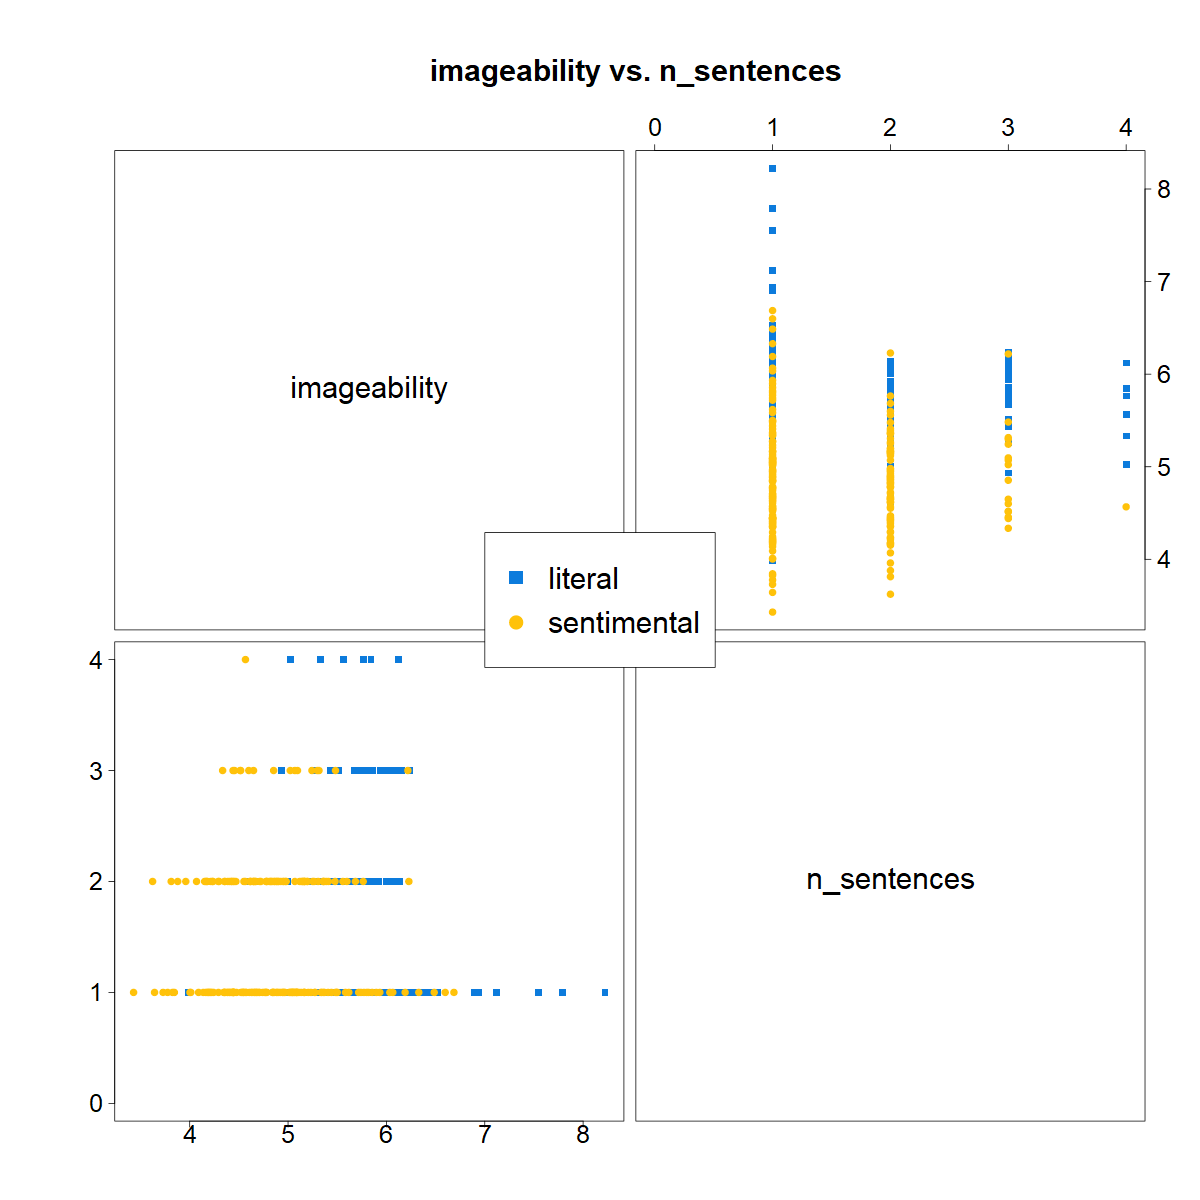 imageability vs. n_sentences
0 1 2 3 4
8
7
6
5
4
imageability
literal
sentimental
4
3
2
1
0
n_sentences
4 5 6 7 8